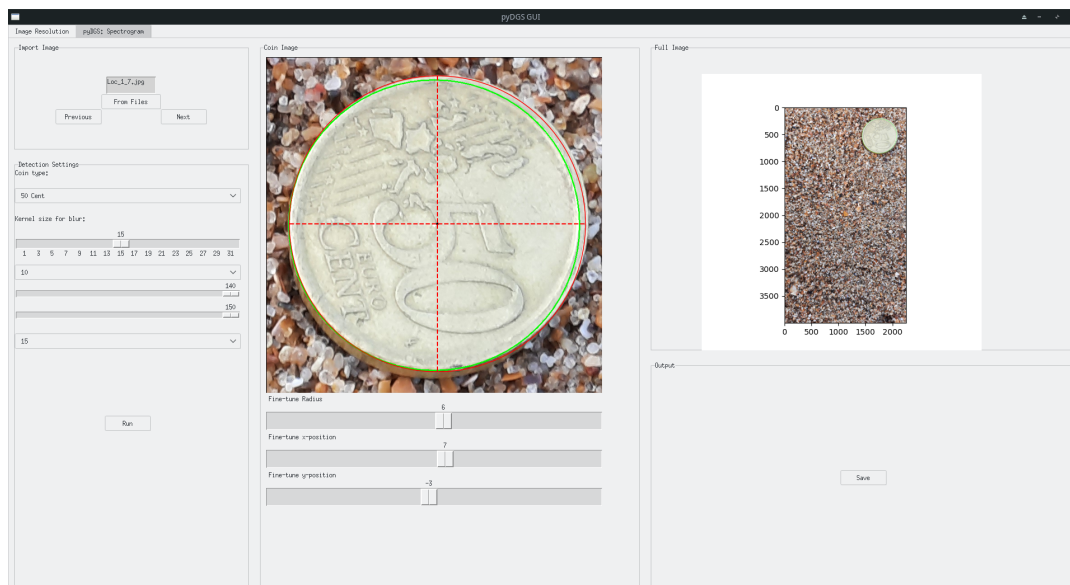 pyDGS GUI
Image Resolution pyDGS: Spectrogram
Import Image
Loc_1_7.jpg
From Files
Previous Next
Detection Settings
Coin type:
50 Cent
Kernel size for blur:
15
1 3 5 7 9 11 13 15 17 19 21 23 25 27 29 31
10
140
150
15
Run
Coin Image
50
EURO
CENT
Fine-tune Radius
6
Fine-tune x-position
7
Fine-tune y-position
-3
Full Image
0
500
1000
1500
2000
2500
3000
3500
0 500 1000 1500 2000
Output
Save